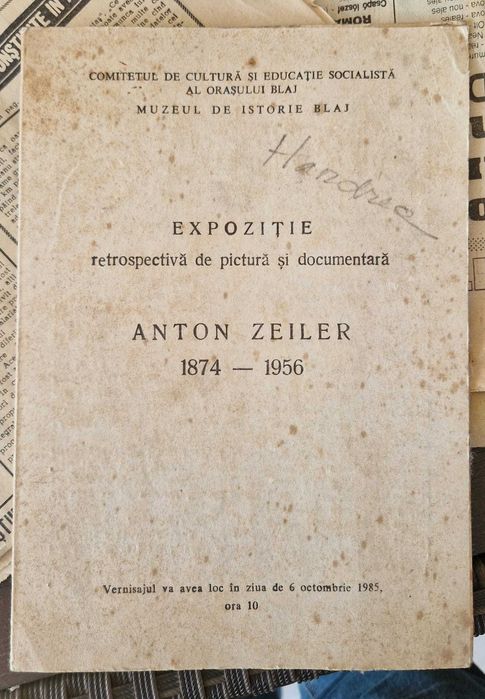 COMITETUL DE CULTURĂ ȘI EDUCAȚIE SOCIALISTĂ
AL ORAȘULUI BLAJ
MUZEUL DE ISTORIE BLAJ
EXPOZIȚIE
retrospectivă de pictură și documentară
ANTON ZEILER
1874 — 1956
Vernisajul va avea loc în ziua de 6 octombrie 1985,
ora 10